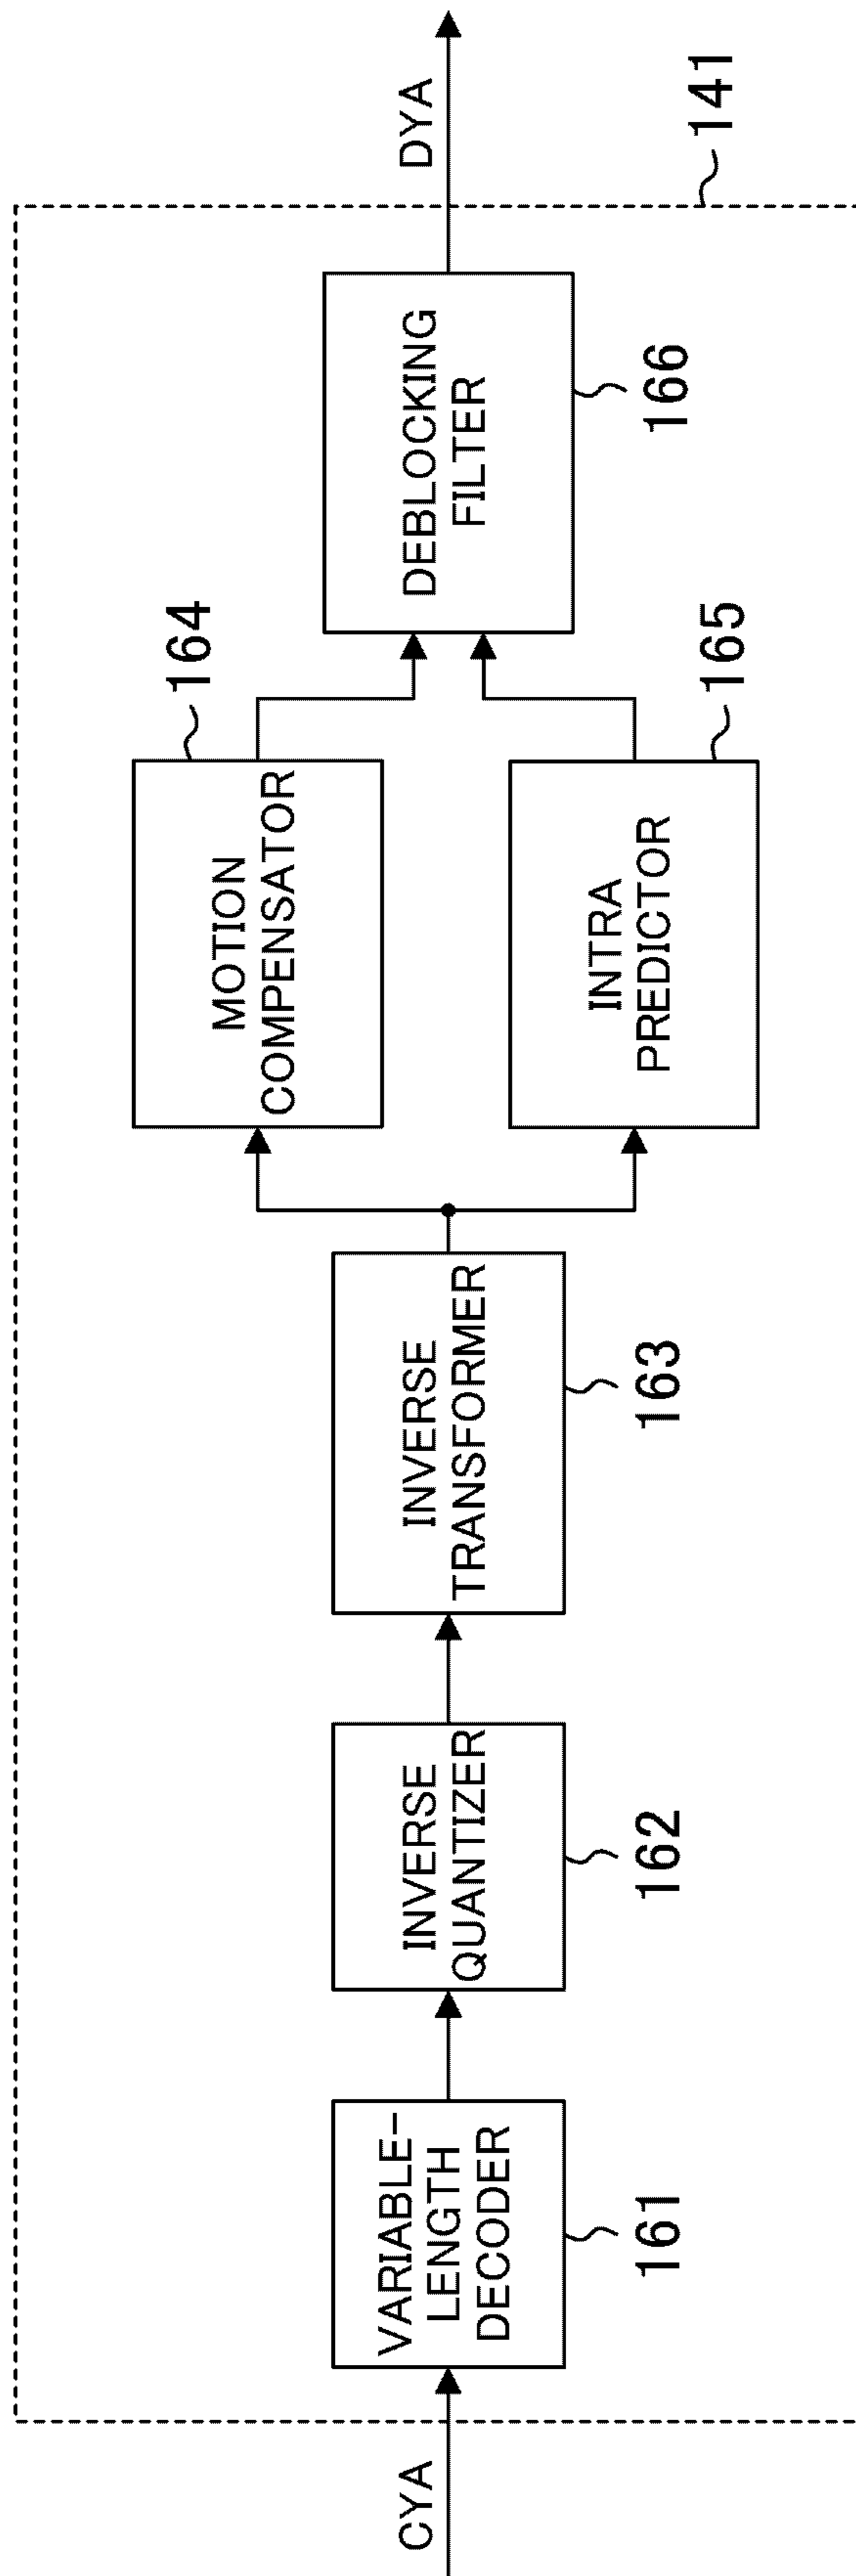 CYA
VARIABLE-
LENGTH
DECODER
161
INVERSE
QUANTIZER
162
INVERSE
TRANSFORMER
163
MOTION
COMPENSATOR
164
INTRA
PREDICTOR
165
DEBLOCKING
FILTER
166
DYA
141